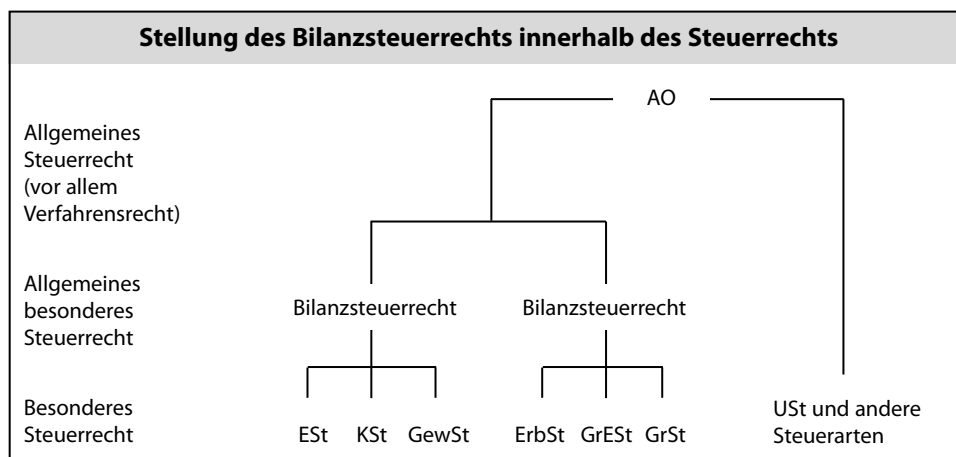 Stellung des Bilanzsteuerrechts innerhalb des Steuerrechts
AO
Allgemeines
Steuerrecht
(vor allem
Verfahrensrecht)
Allgemeines
besonderes
Steuerrecht
Bilanzsteuerrecht
Bilanzsteuerrecht
Besonderes
Steuerrecht
ESt KSt GewSt
ErbSt GrESt GrSt
USt und andere
Steuerarten